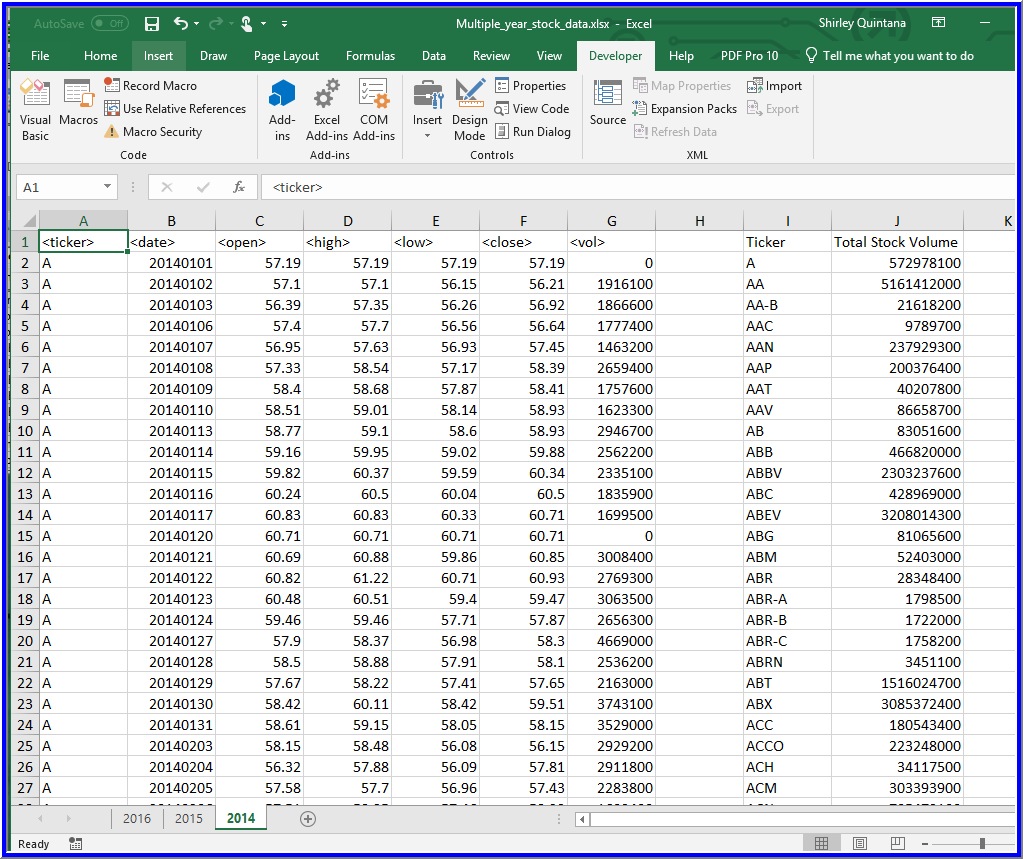 AutoSave Off Multiple_year_stock_data.xlsx - Excel Shirley Quintana
File Home Insert Draw Page Layout Formulas Data Review View Developer Help PDF Pro 10 Tell me what you want to do
Visual Basic
Macros
Record Macro
Use Relative References
Macro Security
Code
Add-ins
Excel Add-ins
COM Add-ins
Add-ins
Insert
Design Mode
Properties
View Code
Run Dialog
Controls
Source
Map Properties
Expansion Packs
Refresh Data
Import
Export
XML
A1 fx <ticker>
A B C D E F G H I J K
1 <ticker> <date> <open> <high> <low> <close> <vol> Ticker Total Stock Volume
2 A 20140101 57.19 57.19 57.19 57.19 0 A 572978100
3 A 20140102 57.1 57.1 56.15 56.21 1916100 AA 5161412000
4 A 20140103 56.39 57.35 56.26 56.92 1866600 AA-B 21618200
5 A 20140106 57.4 57.7 56.56 56.64 1777400 AAC 9789700
6 A 20140107 56.95 57.63 56.93 57.45 1463200 AAN 237929300
7 A 20140108 57.33 58.54 57.17 58.39 2659400 AAP 200376400
8 A 20140109 58.4 58.68 57.87 58.41 1757600 AAT 40207800
9 A 20140110 58.51 59.01 58.14 58.93 1623300 AAV 86658700
10 A 20140113 58.77 59.1 58.6 58.93 2946700 AB 83051600
11 A 20140114 59.16 59.95 59.02 59.88 2562200 ABB 466820000
12 A 20140115 59.82 60.37 59.59 60.34 2335100 ABBV 2303237600
13 A 20140116 60.24 60.5 60.04 60.5 1835900 ABC 428969000
14 A 20140117 60.83 60.83 60.33 60.71 1699500 ABEV 3208014300
15 A 20140120 60.71 60.71 60.71 60.71 0 ABG 81065600
16 A 20140121 60.69 60.88 59.86 60.85 3008400 ABM 52403000
17 A 20140122 60.82 61.22 60.71 60.93 2769300 ABR 28348400
18 A 20140123 60.48 60.51 59.4 59.47 3063500 ABR-A 1798500
19 A 20140124 59.46 59.46 57.71 57.87 2656300 ABR-B 1722000
20 A 20140127 57.9 58.37 56.98 58.3 4669000 ABR-C 1758200
21 A 20140128 58.5 58.88 57.91 58.1 2536200 ABRN 3451100
22 A 20140129 57.67 58.22 57.41 57.65 2163000 ABT 1516024700
23 A 20140130 58.42 60.11 58.42 59.51 3743100 ABX 3085372400
24 A 20140131 58.61 59.15 58.05 58.15 3529000 ACC 180543400
25 A 20140203 58.15 58.48 56.08 56.15 2929200 ACCO 223248000
26 A 20140204 56.32 57.88 56.09 57.81 2911800 ACH 34117500
27 A 20140205 57.58 57.7 56.96 57.43 2283800 ACM 303393900
2016 2015 2014
Ready